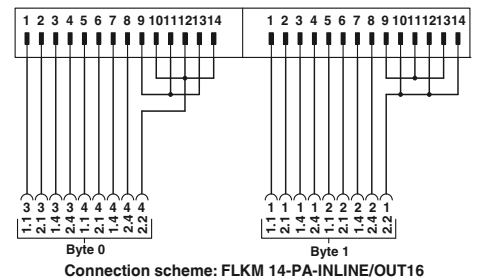 1 2 3 4 5 6 7 8 9 10 11 12 13 14
1 2 3 4 5 6 7 8 9 10 11 12 13 14
3 3 3 3 4 4 4 4 4
1.1 2.1 1.4 2.4 1.1 2.1 1.4 2.4 2.2
Byte 0
1 1 1 1 2 2 2 2 1
1.1 2.1 1.4 2.4 1.1 2.1 1.4 2.4 2.2
Byte 1
Connection scheme: FLKM 14-PA-INLINE/OUT16